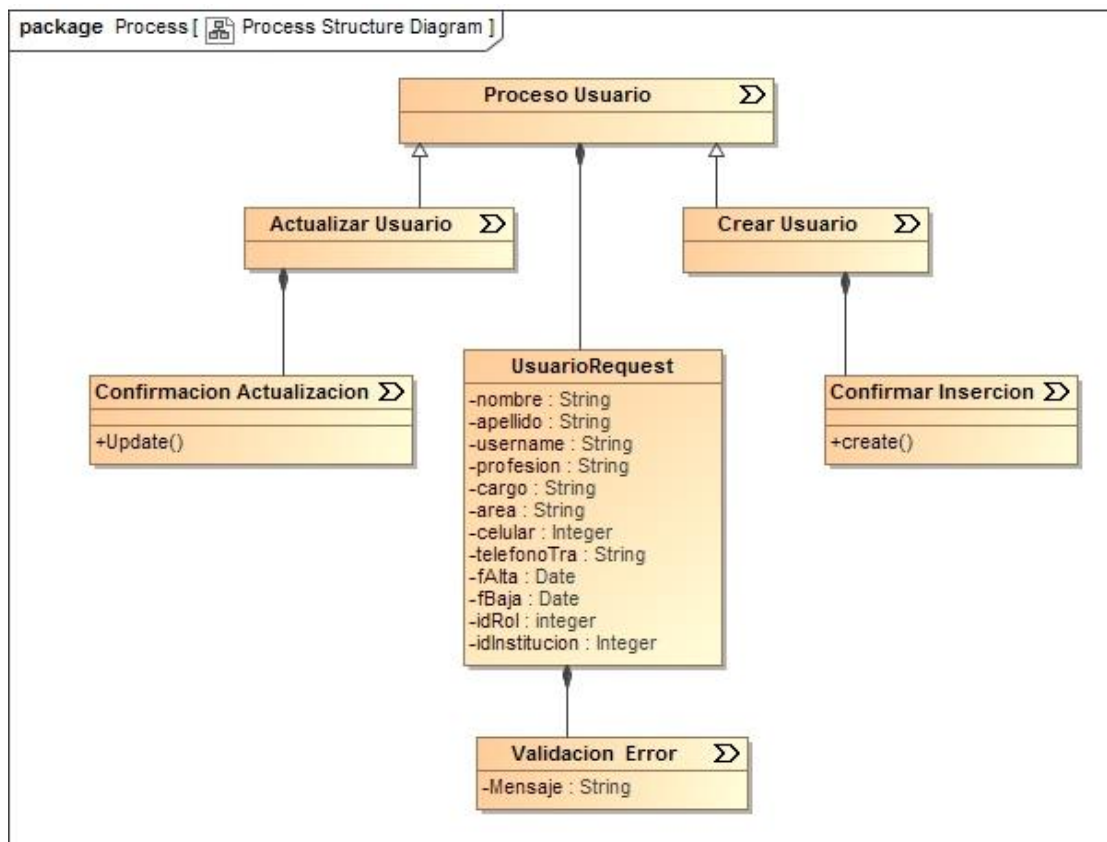 package Process [ Process Structure Diagram ]
Proceso Usuario
Actualizar Usuario
Crear Usuario
Confirmacion Actualizacion
+Update()
UsuarioRequest
-nombre : String
-apellido : String
-username : String
-profesion : String
-cargo : String
-area : String
-celular : Integer
-telefonoTra : String
-fAlta : Date
-fBaja : Date
-idRol : integer
-idInstitucion : Integer
Confirmar Insercion
+create()
Validacion Error
-Mensaje : String